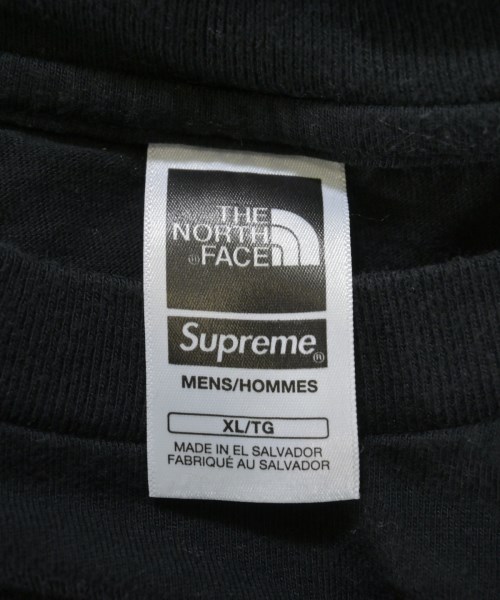 THE
NORTH
®FACE
Supreme®
MENS/HOMMES
XL/TG
MADE IN EL SALVADOR
FABRIQUÉ AU SALVADOR